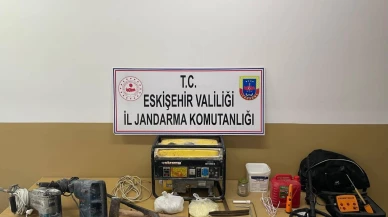 T.C.
ESKİŞEHİR VALİLİĞİ
İL JANDARMA KOMUTANLIĞI